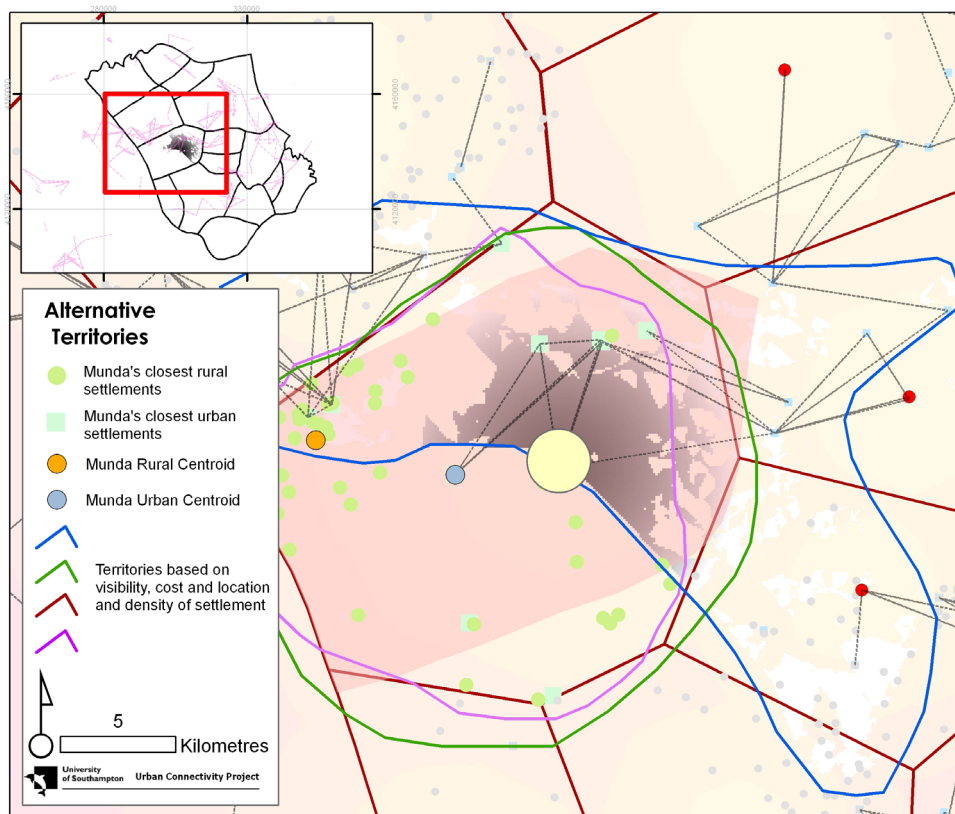 280000
330000
4160000
4160000
4120000
4120000
Alternative
Territories
Munda's closest rural
settlements
Munda's closest urban
settlements
Munda Rural Centroid
Munda Urban Centroid
Territories based on
visibility, cost and location
and density of settlement
5
Kilometres
University
of Southampton
Urban Connectivity Project